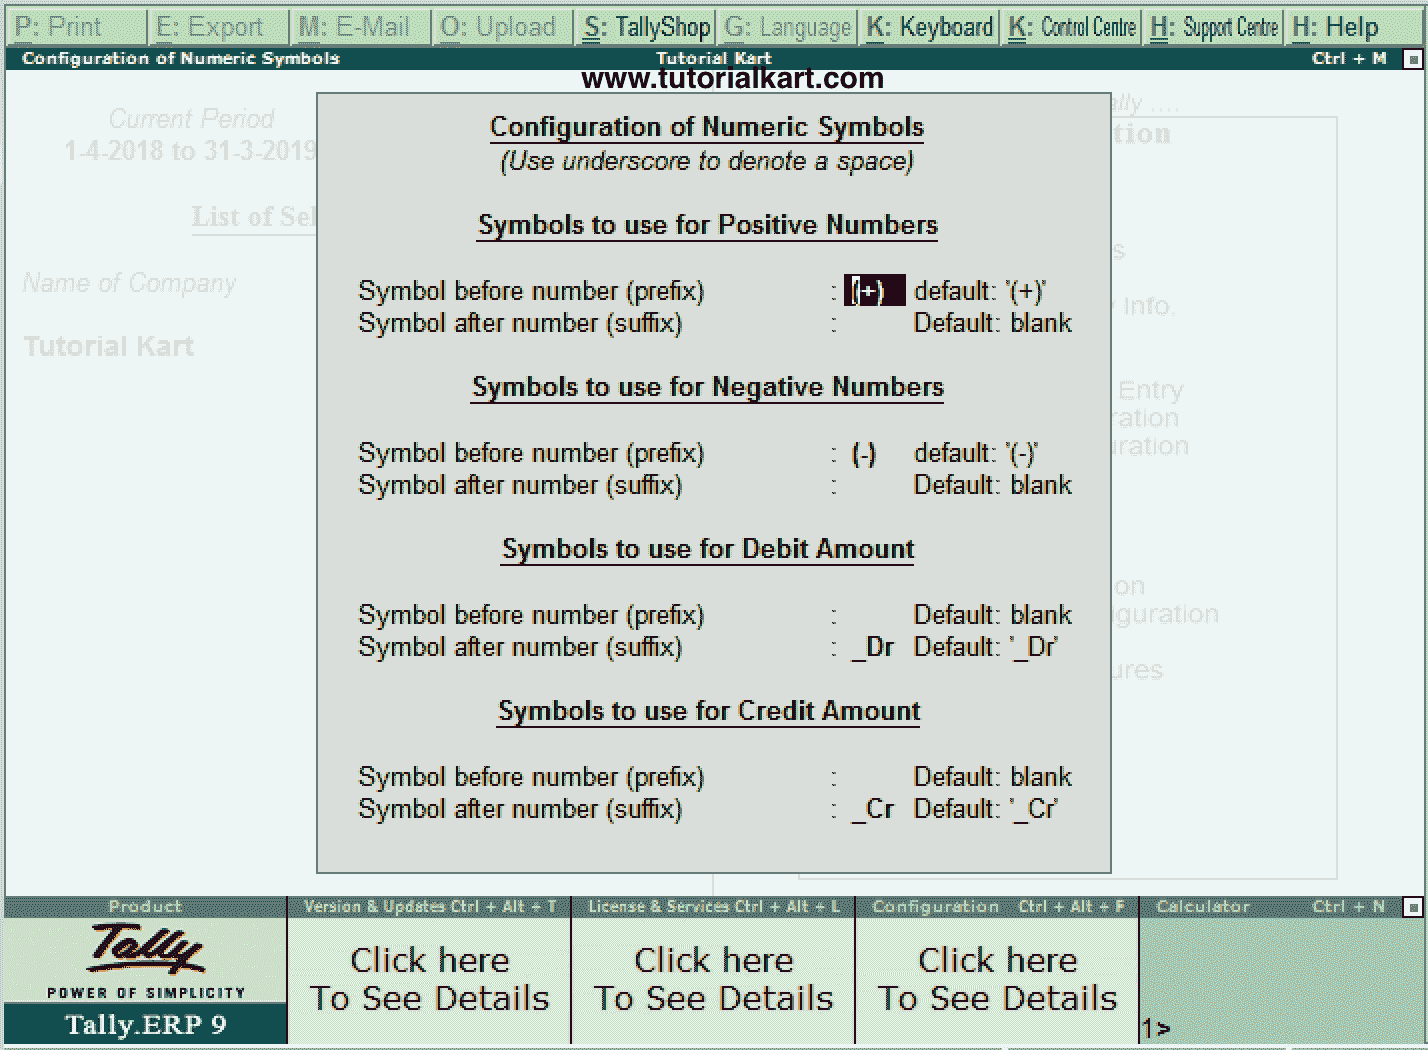 P: Print E: Export M: E-Mail O: Upload S: TallyShop G: Language K: Keyboard K: Control Centre H: Support Centre H: Help
Configuration of Numeric Symbols Tutorial Kart Ctrl + M
www.tutorialkart.com
Current Period
1-4-2018 to 31-3-2019
List of Sel
Name of Company
Tutorial Kart
Configuration of Numeric Symbols
(Use underscore to denote a space)
Symbols to use for Positive Numbers
Symbol before number (prefix) : (+) default: '(+)'
Symbol after number (suffix) : Default: blank
Symbols to use for Negative Numbers
Symbol before number (prefix) : (-) default: '(-)'
Symbol after number (suffix) : Default: blank
Symbols to use for Debit Amount
Symbol before number (prefix) : Default: blank
Symbol after number (suffix) : _Dr Default: '_Dr'
Symbols to use for Credit Amount
Symbol before number (prefix) : Default: blank
Symbol after number (suffix) : _Cr Default: '_Cr'
ally ....
tion
s
Info.
Entry
ration
uration
on
iguration
ures
Product
Tally
POWER OF SIMPLICITY
Tally.ERP 9
Version & Updates Ctrl + Alt + T
Click here
To See Details
License & Services Ctrl + Alt + L
Click here
To See Details
Configuration Ctrl + Alt + F
Click here
To See Details
Calculator Ctrl + N
1>